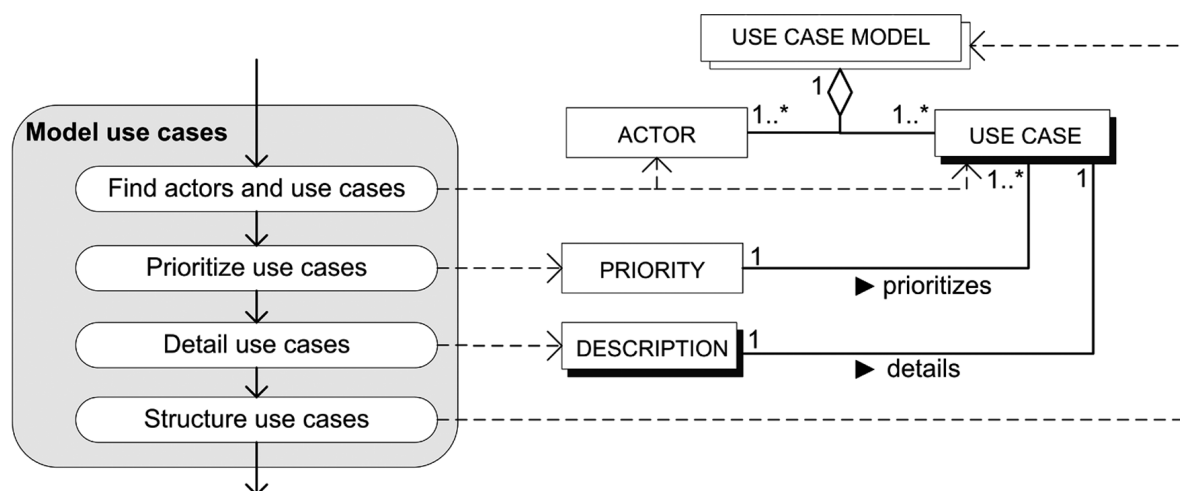 USE CASE MODEL
1
1..*
1..*
ACTOR
USE CASE
Model use cases
Find actors and use cases
1..*
1
Prioritize use cases
PRIORITY
1
► prioritizes
Detail use cases
DESCRIPTION
1
► details
Structure use cases